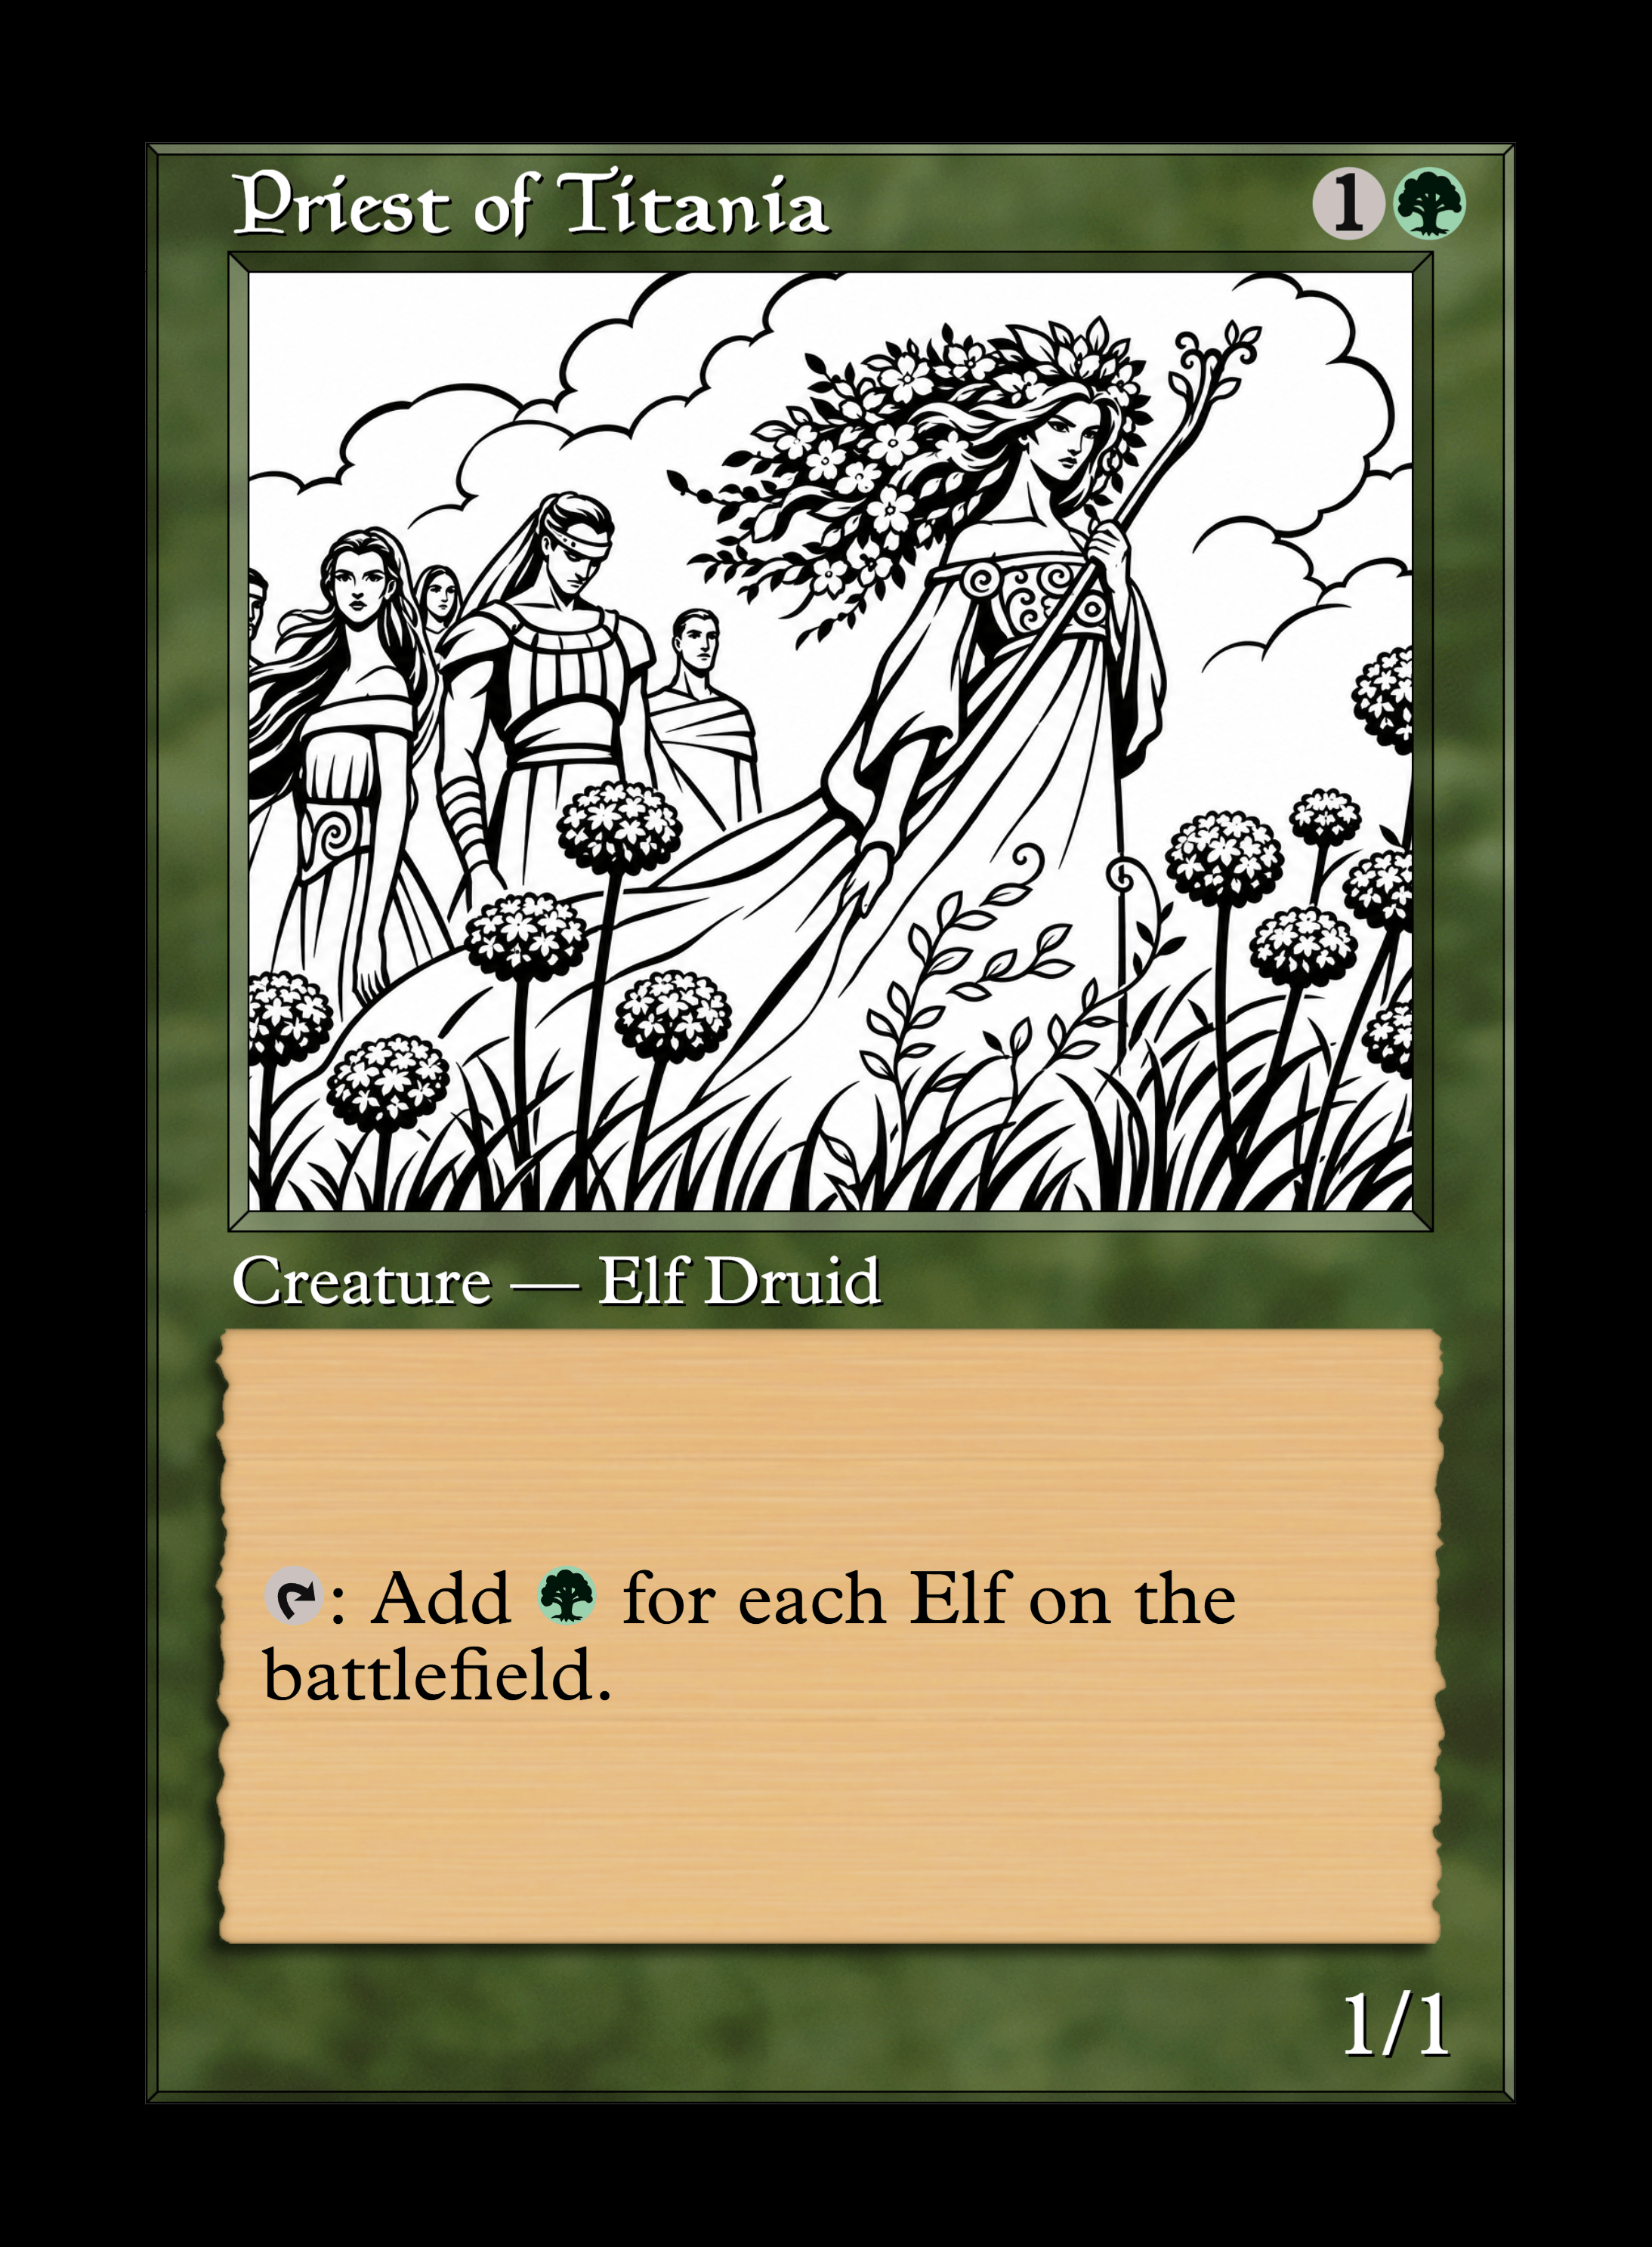 Priest of Titania
1
Creature — Elf Druid
: Add for each Elf on the
battlefield.
1/1